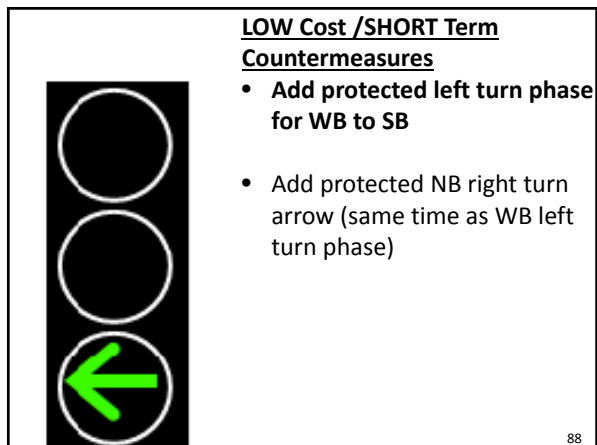 LOW Cost /SHORT Term
Countermeasures
• Add protected left turn phase
for WB to SB
• Add protected NB right turn
arrow (same time as WB left
turn phase)
88